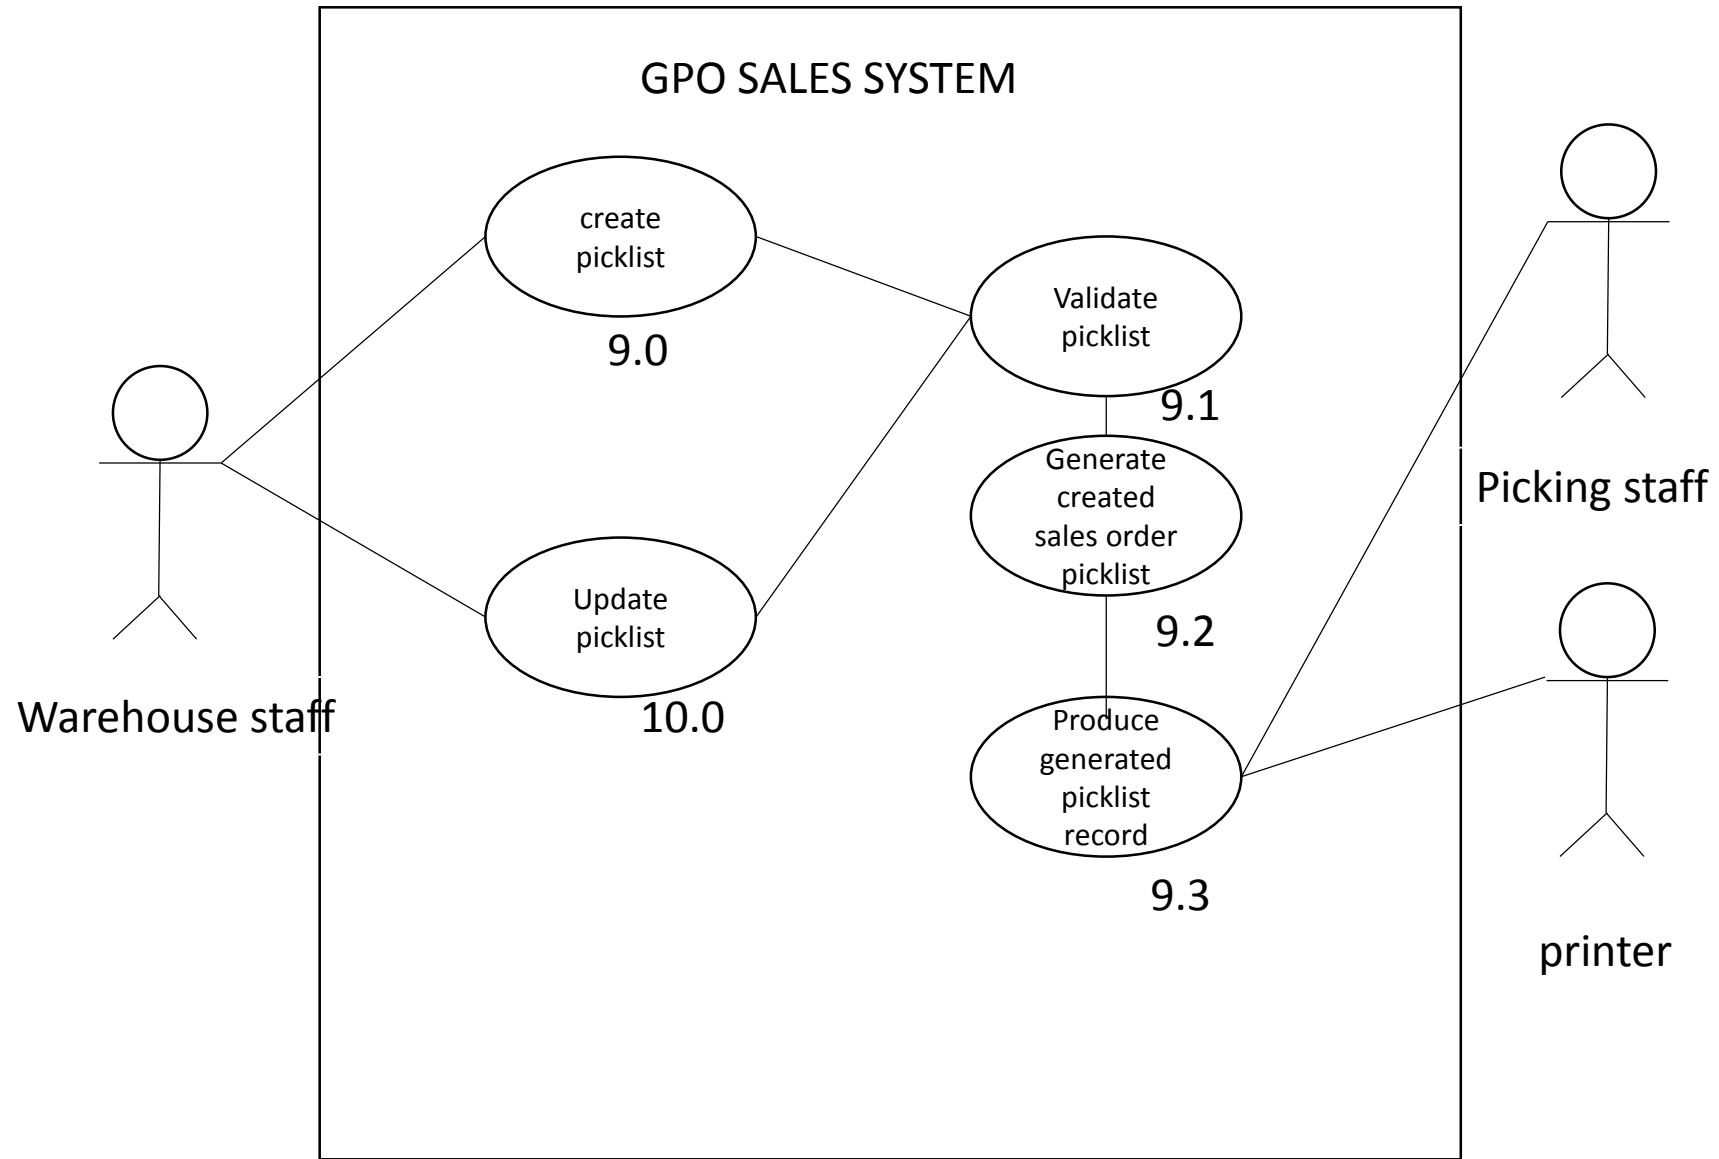 GPO SALES SYSTEM
create
picklist
9.0
Validate
picklist
9.1
Generate
created
sales order
picklist
9.2
Picking staff
Update
picklist
10.0
Warehouse staff
Produce
generated
picklist
record
9.3
printer